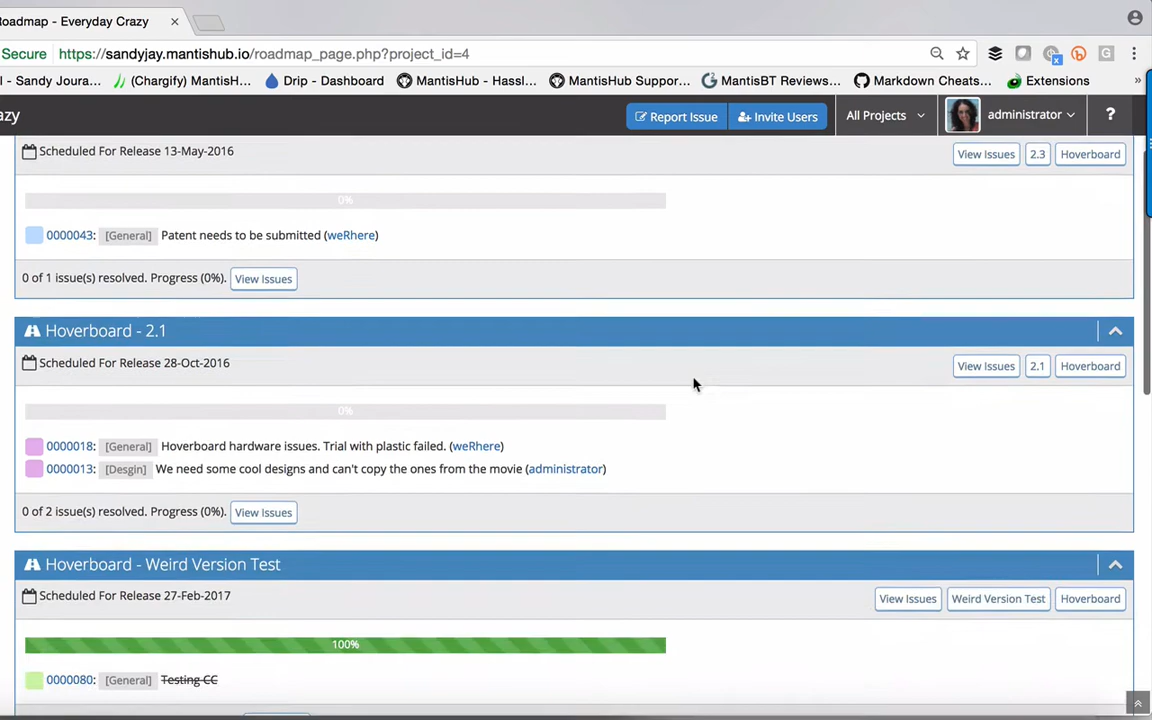 Roadmap - Everyday Crazy
Secure https://sandyjay.mantishub.io/roadmap_page.php?project_id=4
l - Sandy Joura... (Chargify) MantisH... Drip - Dashboard MantisHub - Hassl... MantisHub Suppor... MantisBT Reviews... Markdown Cheats... Extensions »
azy Report Issue Invite Users All Projects administrator ?
Scheduled For Release 13-May-2016 View Issues 2.3 Hoverboard
0%
0000043: [General] Patent needs to be submitted (weRhere)
0 of 1 issue(s) resolved. Progress (0%). View Issues
Hoverboard - 2.1
Scheduled For Release 28-Oct-2016 View Issues 2.1 Hoverboard
0%
0000018: [General] Hoverboard hardware issues. Trial with plastic failed. (weRhere)
0000013: [Desgin] We need some cool designs and can't copy the ones from the movie (administrator)
0 of 2 issue(s) resolved. Progress (0%). View Issues
Hoverboard - Weird Version Test
Scheduled For Release 27-Feb-2017 View Issues Weird Version Test Hoverboard
100%
0000080: [General] Testing CC